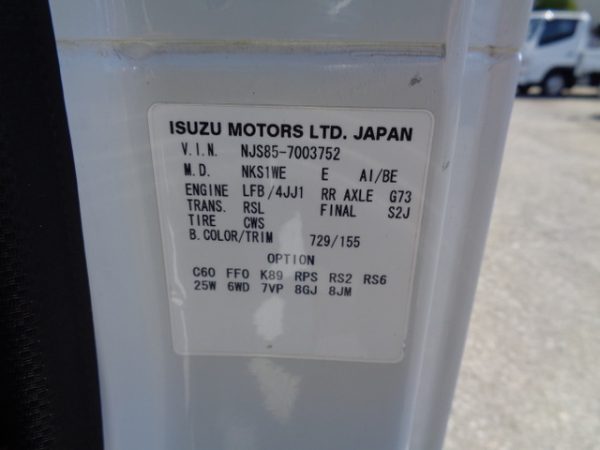 ISUZU MOTORS LTD. JAPAN
V.I.N. NJS85-7003752
M.D. NKS1WE E AI/BE
ENGINE LFB/4JJ1 RR AXLE G73
TRANS. RSL FINAL S2J
TIRE CWS
B.COLOR/TRIM 729/155
OPTION
C60 FF0 K89 RPS RS2 RS6
25W 6WD 7VP 8GJ 8JM